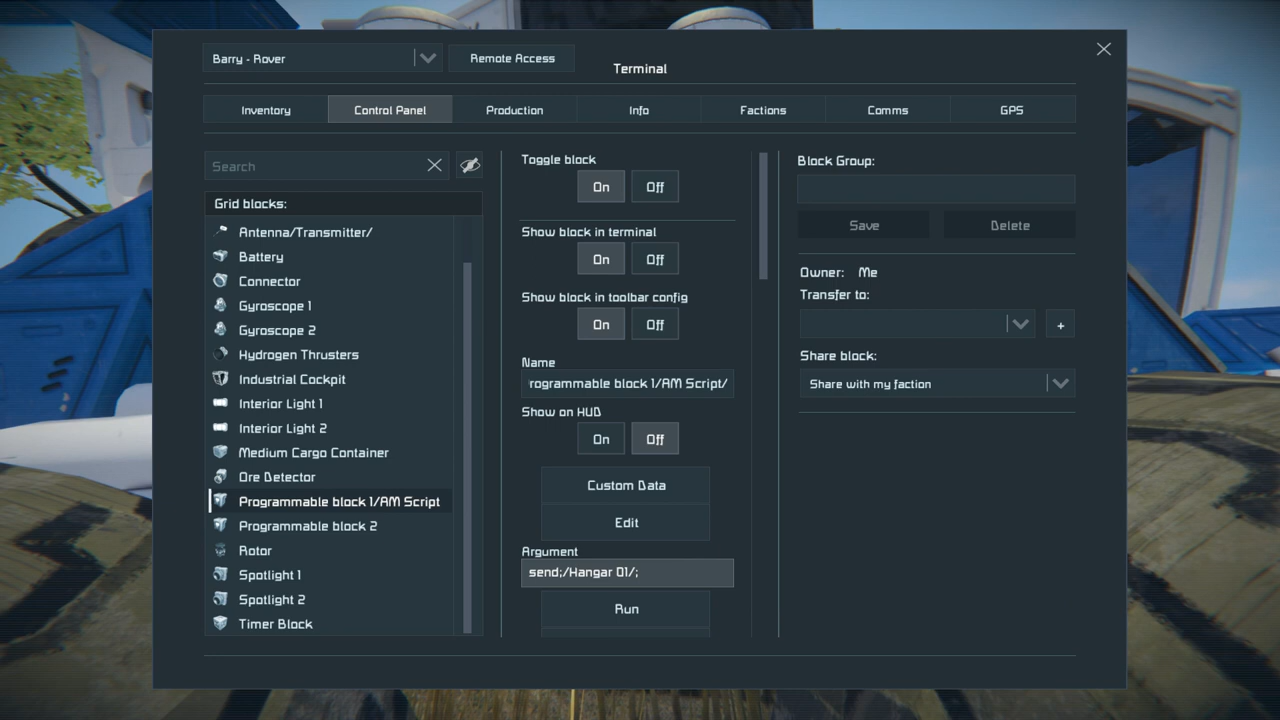 Barry - Rover
Remote Access
Terminal
Inventory
Control Panel
Production
Info
Factions
Comms
GPS
Search
Grid blocks:
Antenna/Transmitter/
Battery
Connector
Gyroscope 1
Gyroscope 2
Hydrogen Thrusters
Industrial Cockpit
Interior Light 1
Interior Light 2
Medium Cargo Container
Ore Detector
Programmable block 1/AM Script
Programmable block 2
Rotor
Spotlight 1
Spotlight 2
Timer Block
Toggle block
On Off
Show block in terminal
On Off
Show block in toolbar config
On Off
Name
rogrammable block 1/AM Script/
Show on HUD
On Off
Custom Data
Edit
Argument
send;/Hangar 01/;
Run
Block Group:
Save Delete
Owner: Me
Transfer to:
+
Share block:
Share with my faction